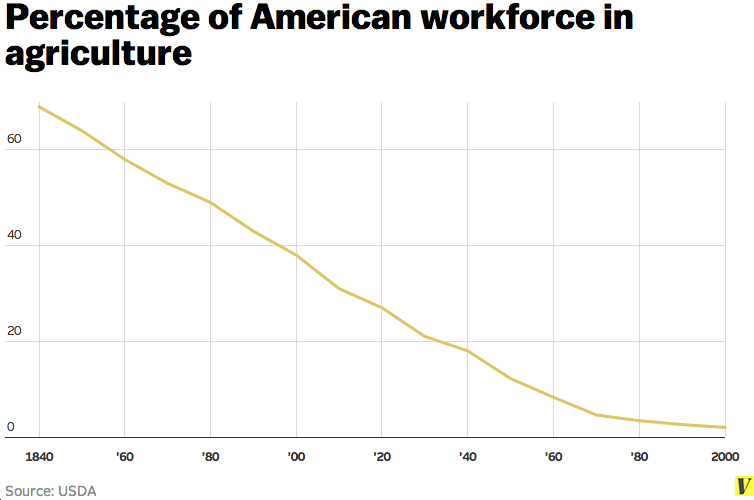 Percentage of American workforce in
agriculture
60
40
20
0
1840 '60 '80 '00 '20 '40 '60 '80 2000
Source: USDA
V